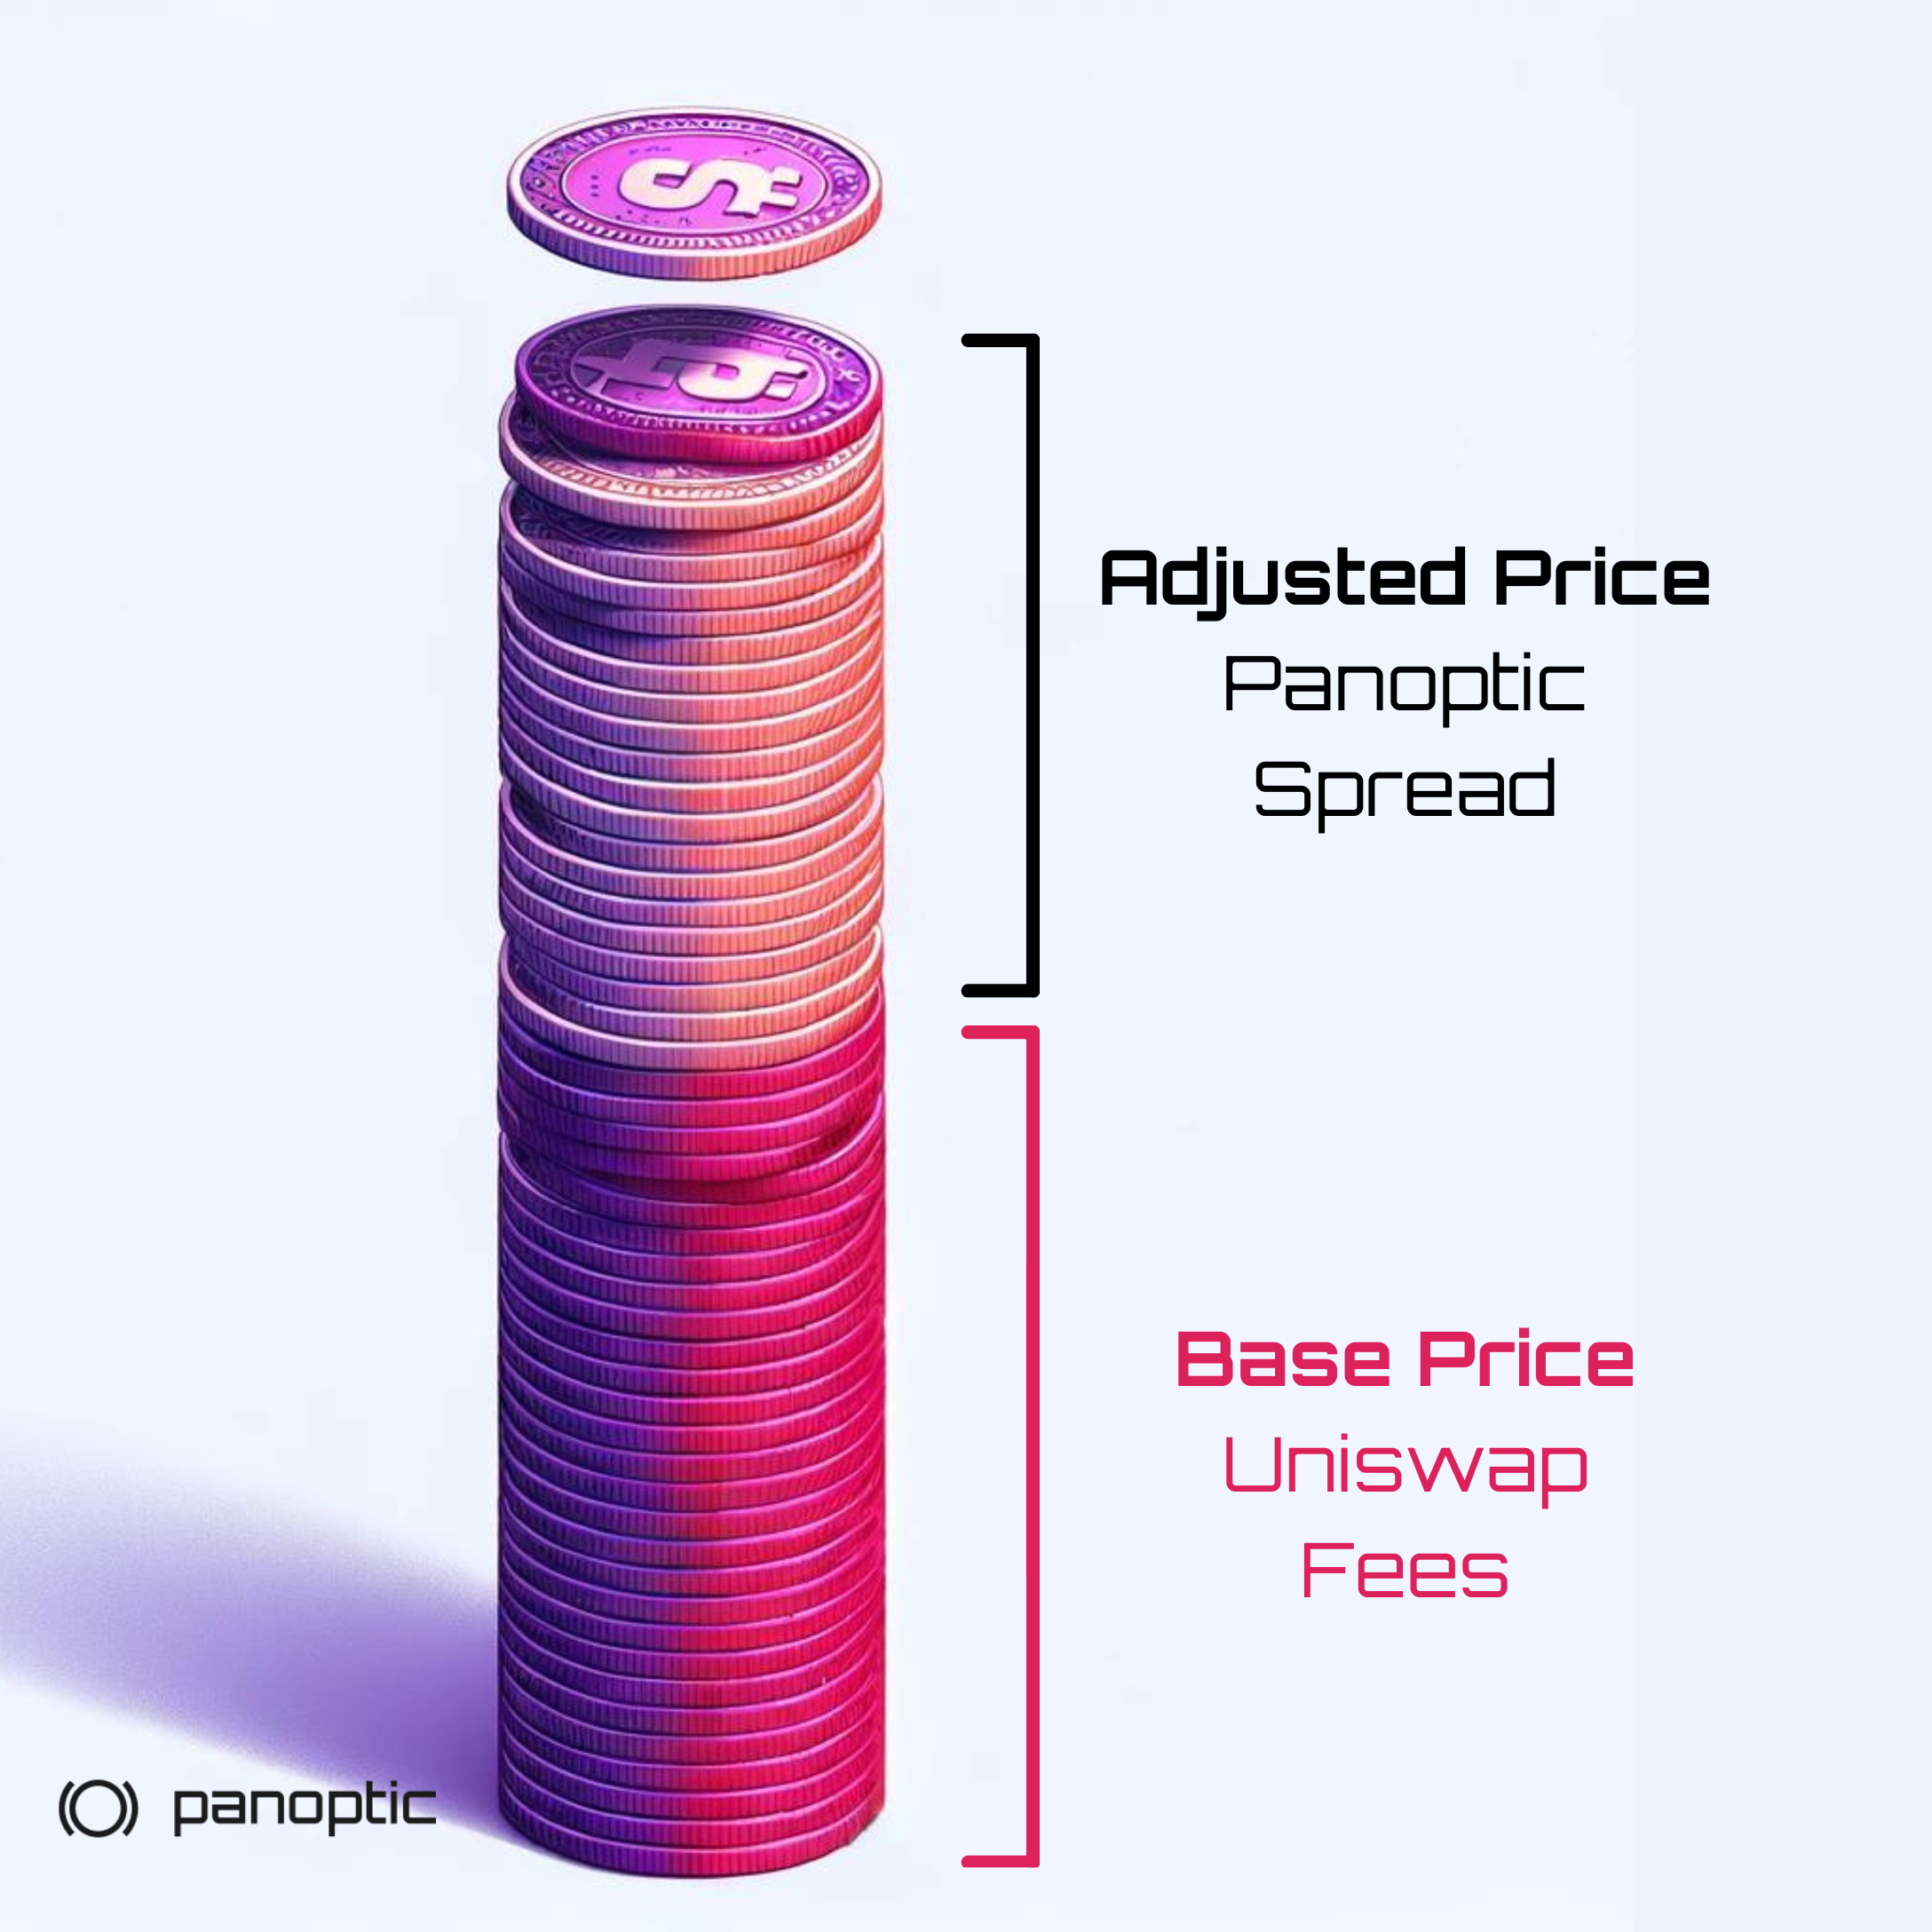 Adjusted Price
Panoptic
Spread
Base Price
Uniswap
Fees
panoptic